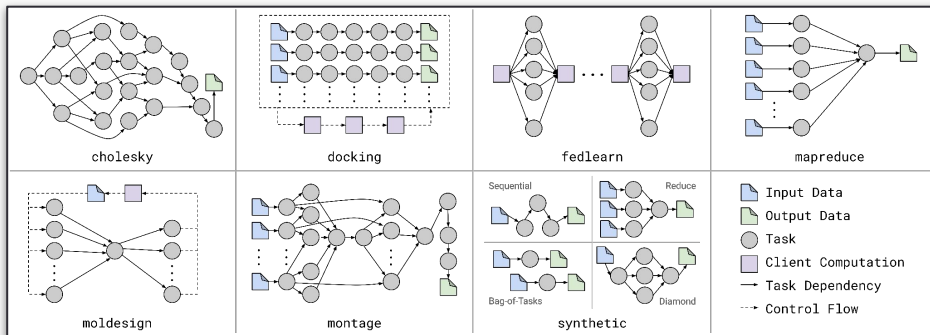 cholesky
docking
fedlearn
mapreduce
moldesign
montage
Sequential
Reduce
Bag-of-Tasks
Diamond
synthetic
Input Data
Output Data
Task
Client Computation
Task Dependency
Control Flow